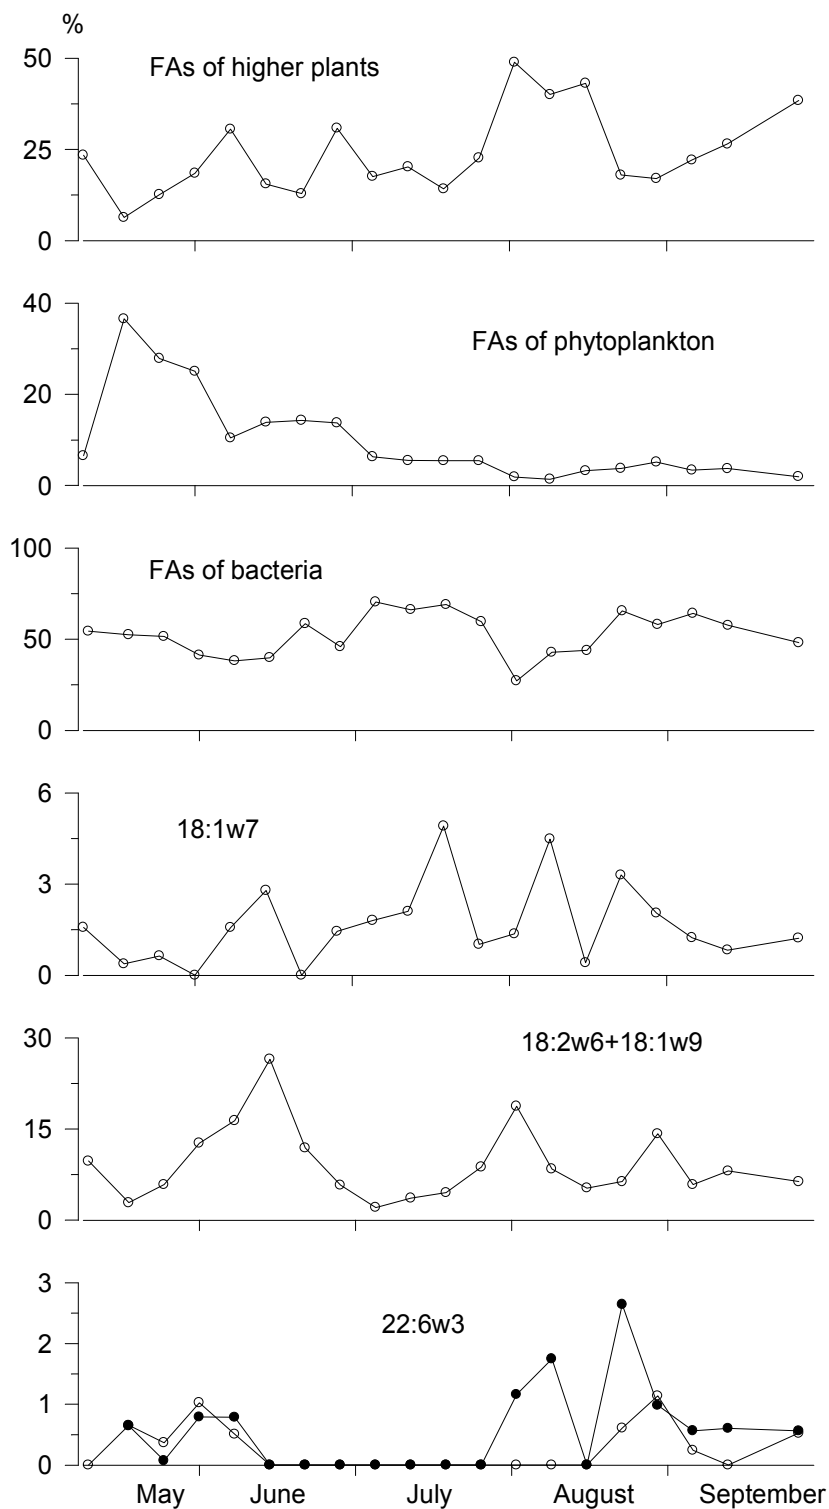 %
50
FAs of higher plants
25
0
40
FAs of phytoplankton
20
0
100
FAs of bacteria
50
0
6
18:1w7
3
0
30
18:2w6+18:1w9
15
0
3
22:6w3
2
1
0
May June July August September